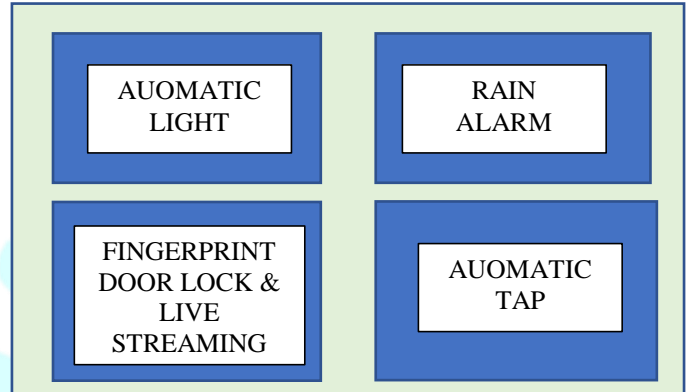 AUOMATIC
LIGHT
RAIN
ALARM
FINGERPRINT
DOOR LOCK &
LIVE
STREAMING
AUOMATIC
TAP